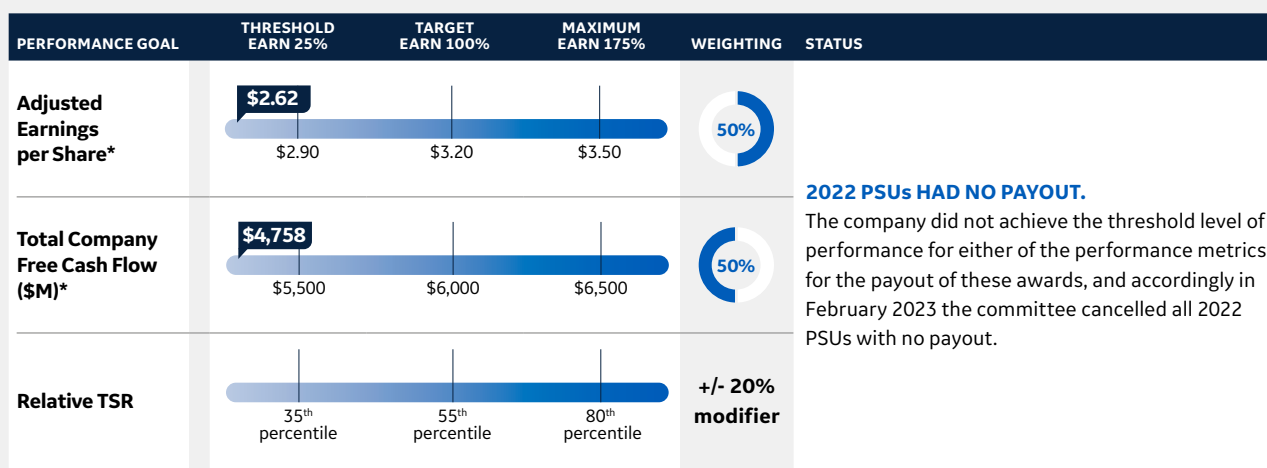 PERFORMANCE GOAL
THRESHOLD
EARN 25%
TARGET
EARN 100%
MAXIMUM
EARN 175%
WEIGHTING
STATUS
Adjusted
Earnings
per Share*
$2.62
$2.90
$3.20
$3.50
50%
Total Company
Free Cash Flow
($M)*
$4,758
$5,500
$6,000
$6,500
50%
Relative TSR
35th
percentile
55th
percentile
80th
percentile
+/- 20%
modifier
2022 PSUs HAD NO PAYOUT.
The company did not achieve the threshold level of
performance for either of the performance metrics
for the payout of these awards, and accordingly in
February 2023 the committee cancelled all 2022
PSUs with no payout.